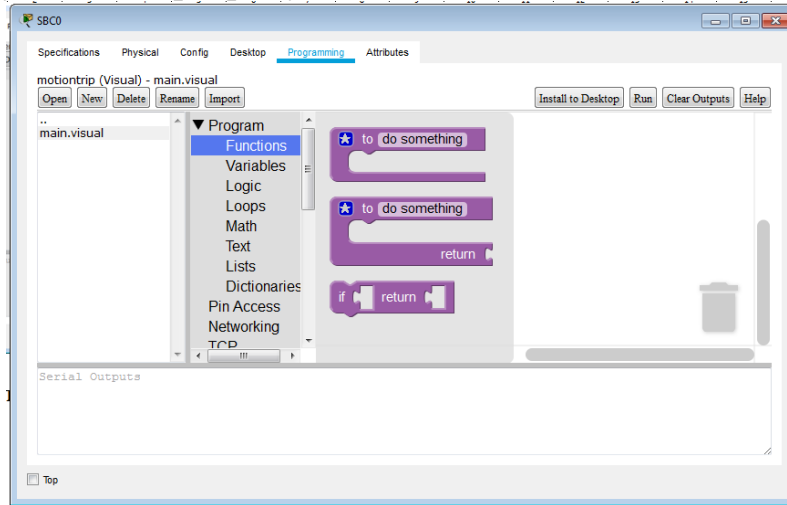 SBC0
Specifications Physical Config Desktop Programming Attributes
motiontrip (Visual) - main.visual
Open New Delete Rename Import Install to Desktop Run Clear Outputs Help
..
main.visual
▼ Program
Functions
Variables
Logic
Loops
Math
Text
Lists
Dictionaries
Pin Access
Networking
TCP
to do something
to do something
return
if return
Serial Outputs
Top